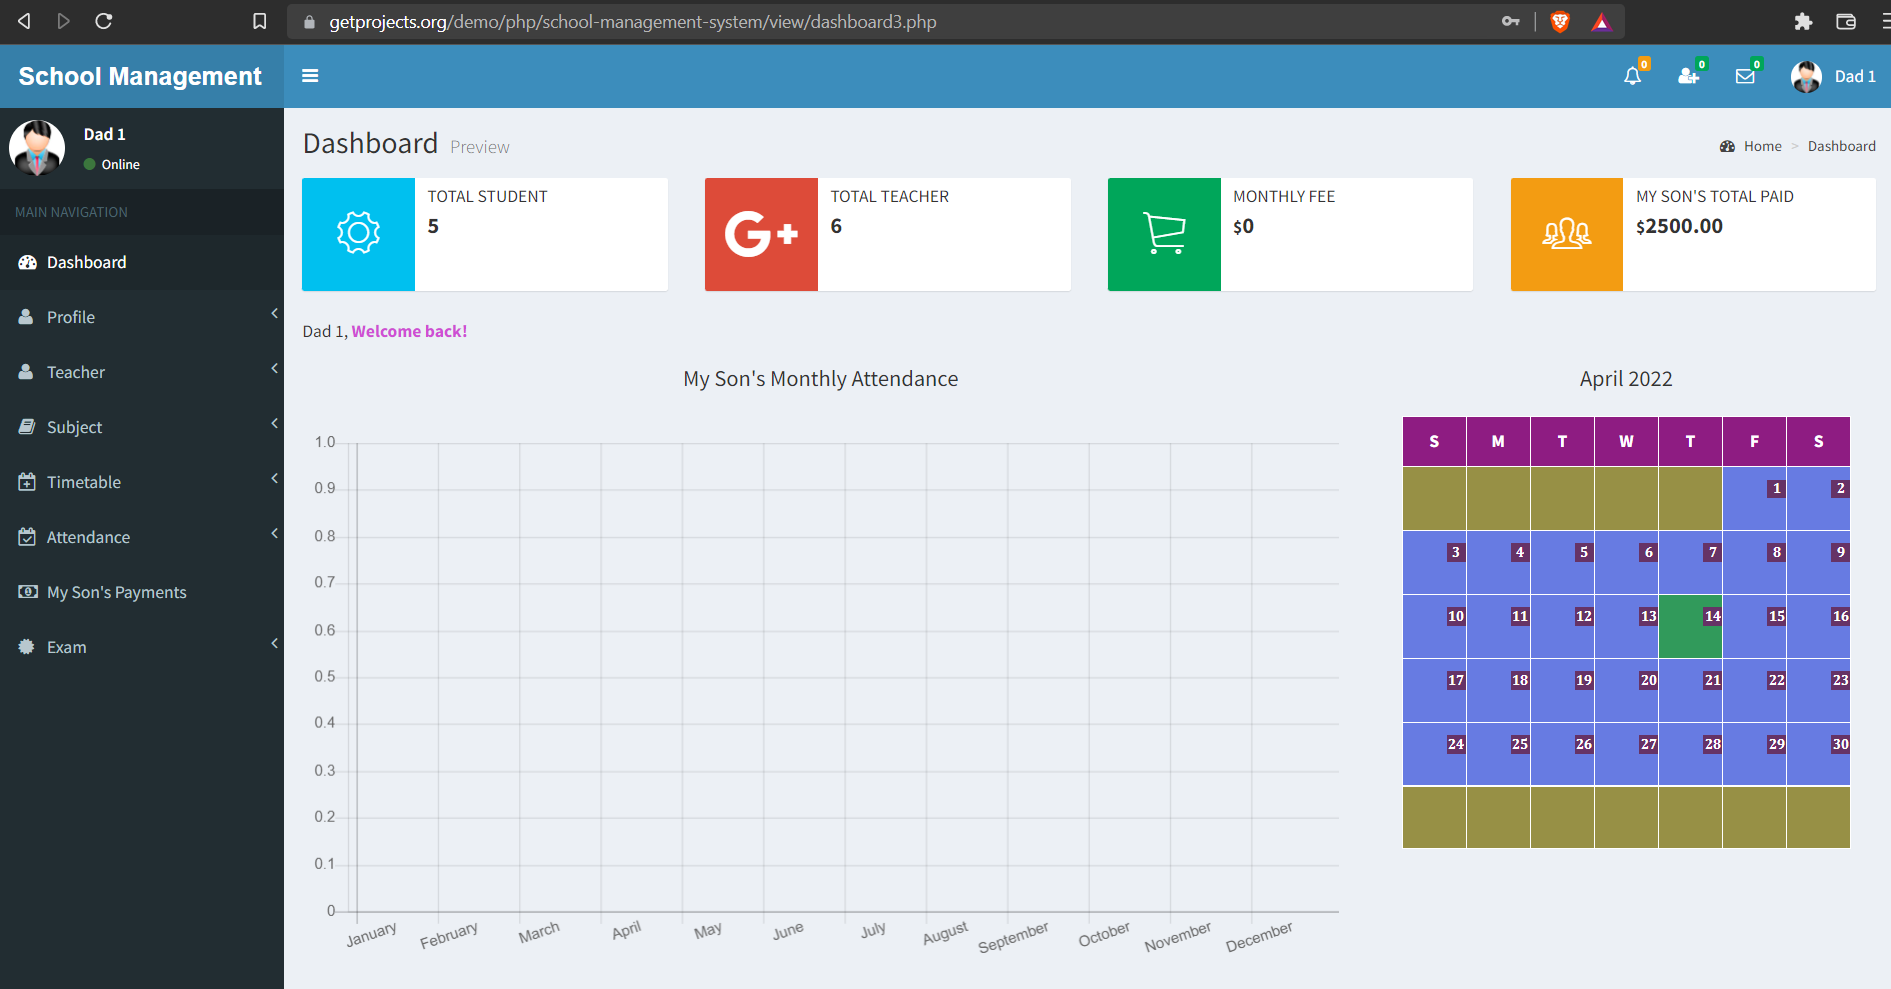 getprojects.org/demo/php/school-management-system/view/dashboard3.php
School Management
0
0
0
Dad 1
Dad 1
Online
MAIN NAVIGATION
Dashboard
Profile
Teacher
Subject
Timetable
Attendance
My Son's Payments
Exam
Dashboard Preview
Home > Dashboard
TOTAL STUDENT
5
G+
TOTAL TEACHER
6
MONTHLY FEE
$0
MY SON'S TOTAL PAID
$2500.00
Dad 1, Welcome back!
My Son's Monthly Attendance
1.0
0.9
0.8
0.7
0.6
0.5
0.4
0.3
0.2
0.1
0
January February March April May June July August September October November December
April 2022
S M T W T F S
1 2
3 4 5 6 7 8 9
10 11 12 13 14 15 16
17 18 19 20 21 22 23
24 25 26 27 28 29 30